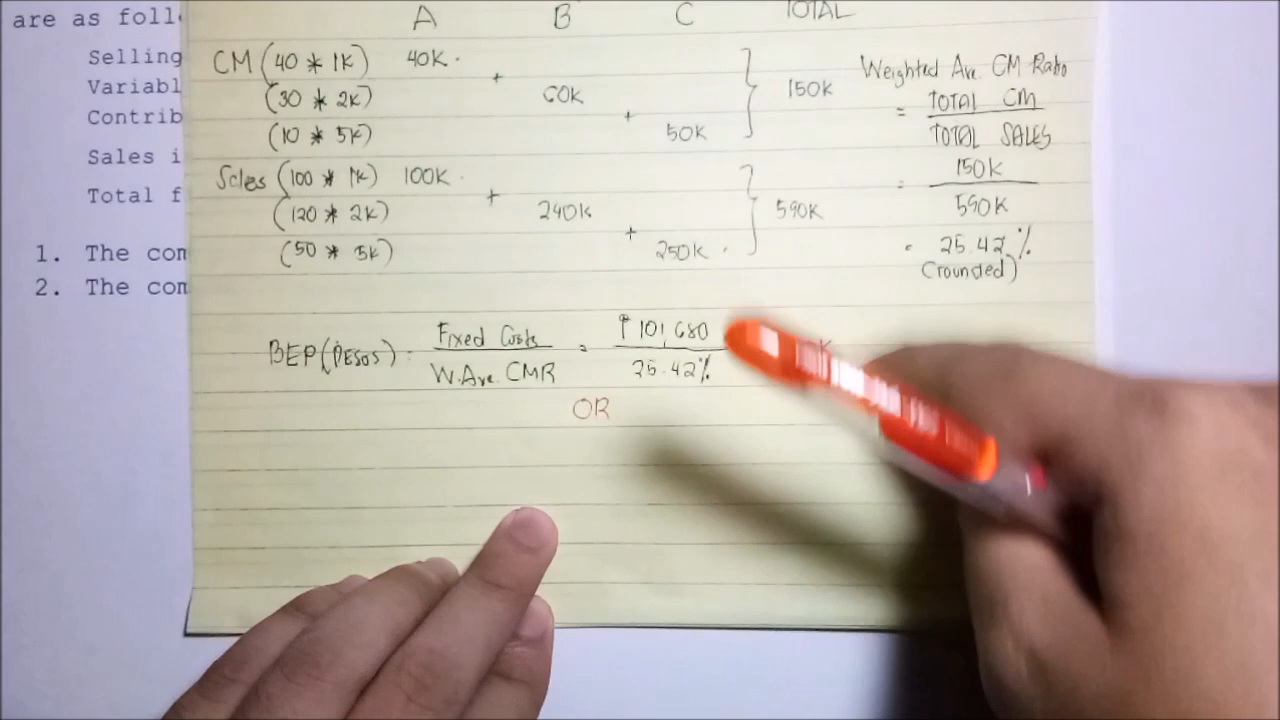 are as foll
A B C TOTAL
Selling
Variabl
Contrib
Sales i
Total f
1. The com
2. The com
CM (40 * 1K) 40K
+
(30 * 2K) 60K
+
(10 * 5K) 50K
} 150K
Sales (100 * 1K) 100K
+
(120 * 2K) 240K
+
(50 * 5K) 250K
} 590K
Weighted Ave. CM Ratio
= TOTAL CM
TOTAL SALES
= 150K
590K
= 25.42%
(rounded)
BEP (PESOS) = Fixed Costs = ₱ 101,680
W. Ave. CMR 25.42%
OR